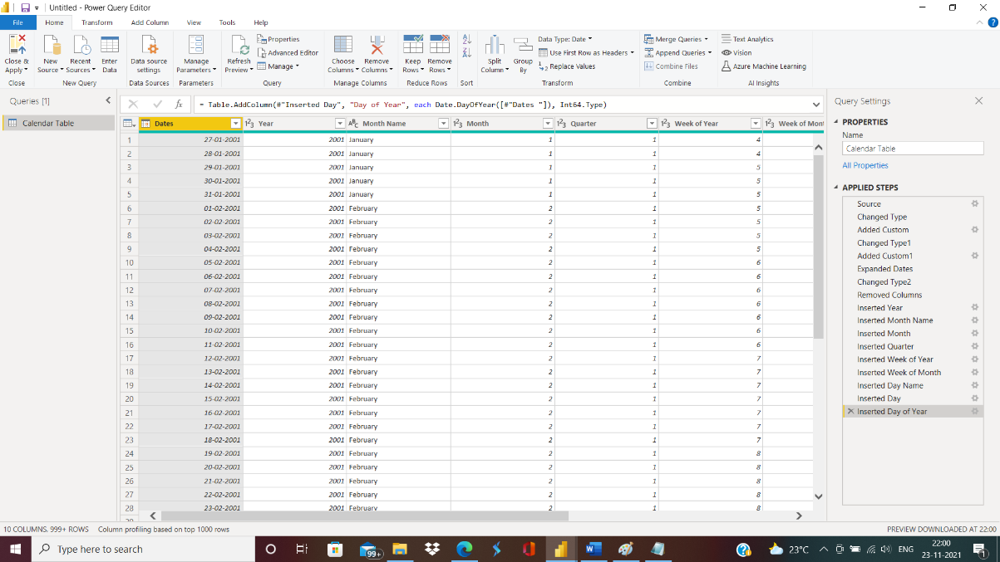 Untitled - Power Query Editor
File Home Transform Add Column View Tools Help
Close & Apply
New Source
Recent Sources
Enter Data
Data source settings
Manage Parameters
Refresh Preview
Properties
Advanced Editor
Manage
Choose Columns
Remove Columns
Keep Rows
Remove Rows
Split Column
Group By
Data Type: Date
Use First Row as Headers
Replace Values
Merge Queries
Append Queries
Combine Files
Text Analytics
Vision
Azure Machine Learning
Close New Query Data Sources Parameters Query Manage Columns Reduce Rows Sort Transform Combine AI Insights
Queries [1]
Calendar Table
= Table.AddColumn(#"Inserted Day", "Day of Year", each Date.DayOfYear([#"Dates "]), Int64.Type)
Dates 123 Year ABC Month Name 123 Month 123 Quarter 123 Week of Year 123 Week of Mont
1 27-01-2001 2001 January 1 1 4
2 28-01-2001 2001 January 1 1 4
3 29-01-2001 2001 January 1 1 5
4 30-01-2001 2001 January 1 1 5
5 31-01-2001 2001 January 1 1 5
6 01-02-2001 2001 February 2 1 5
7 02-02-2001 2001 February 2 1 5
8 03-02-2001 2001 February 2 1 5
9 04-02-2001 2001 February 2 1 5
10 05-02-2001 2001 February 2 1 6
11 06-02-2001 2001 February 2 1 6
12 07-02-2001 2001 February 2 1 6
13 08-02-2001 2001 February 2 1 6
14 09-02-2001 2001 February 2 1 6
15 10-02-2001 2001 February 2 1 6
16 11-02-2001 2001 February 2 1 6
17 12-02-2001 2001 February 2 1 7
18 13-02-2001 2001 February 2 1 7
19 14-02-2001 2001 February 2 1 7
20 15-02-2001 2001 February 2 1 7
21 16-02-2001 2001 February 2 1 7
22 17-02-2001 2001 February 2 1 7
23 18-02-2001 2001 February 2 1 7
24 19-02-2001 2001 February 2 1 8
25 20-02-2001 2001 February 2 1 8
26 21-02-2001 2001 February 2 1 8
27 22-02-2001 2001 February 2 1 8
28 23-02-2001 2001 February 2 1 8
Query Settings
PROPERTIES
Name
Calendar Table
All Properties
APPLIED STEPS
Source
Changed Type
Added Custom
Changed Type1
Added Custom1
Expanded Dates
Changed Type2
Removed Columns
Inserted Year
Inserted Month Name
Inserted Month
Inserted Quarter
Inserted Week of Year
Inserted Week of Month
Inserted Day Name
Inserted Day
Inserted Day of Year
10 COLUMNS, 999+ ROWS Column profiling based on top 1000 rows PREVIEW DOWNLOADED AT 22:00
Type here to search
99+
23°C
ENG
22:00
23-11-2021
1